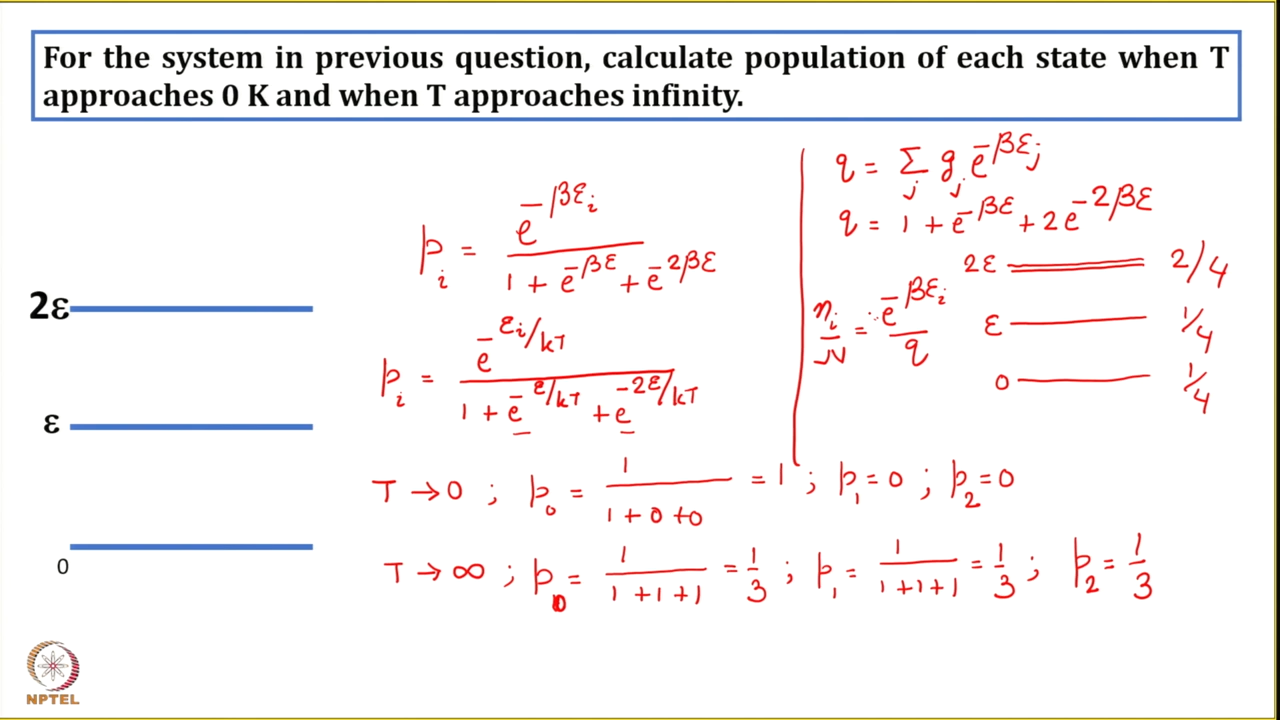 For the system in previous question, calculate population of each state when T
approaches 0 K and when T approaches infinity.
2ε
ε
0
p_i = e^{-βε_i} / (1 + e^{-βε} + e^{-2βε})
p_i = e^{-ε_i/kT} / (1 + e^{-ε/kT} + e^{-2ε/kT})
q = Σ_j g_j e^{-βε_j}
q = 1 + e^{-βε} + 2e^{-2βε}
2ε 2/4
n_i/N = e^{-βε_i} / q
ε 1/4
0 1/4
T → 0 ; p_0 = 1 / (1 + 0 + 0) = 1 ; p_1 = 0 ; p_2 = 0
T → ∞ ; p_0 = 1 / (1 + 1 + 1) = 1/3 ; p_1 = 1 / (1 + 1 + 1) = 1/3 ; p_2 = 1/3
NPTEL